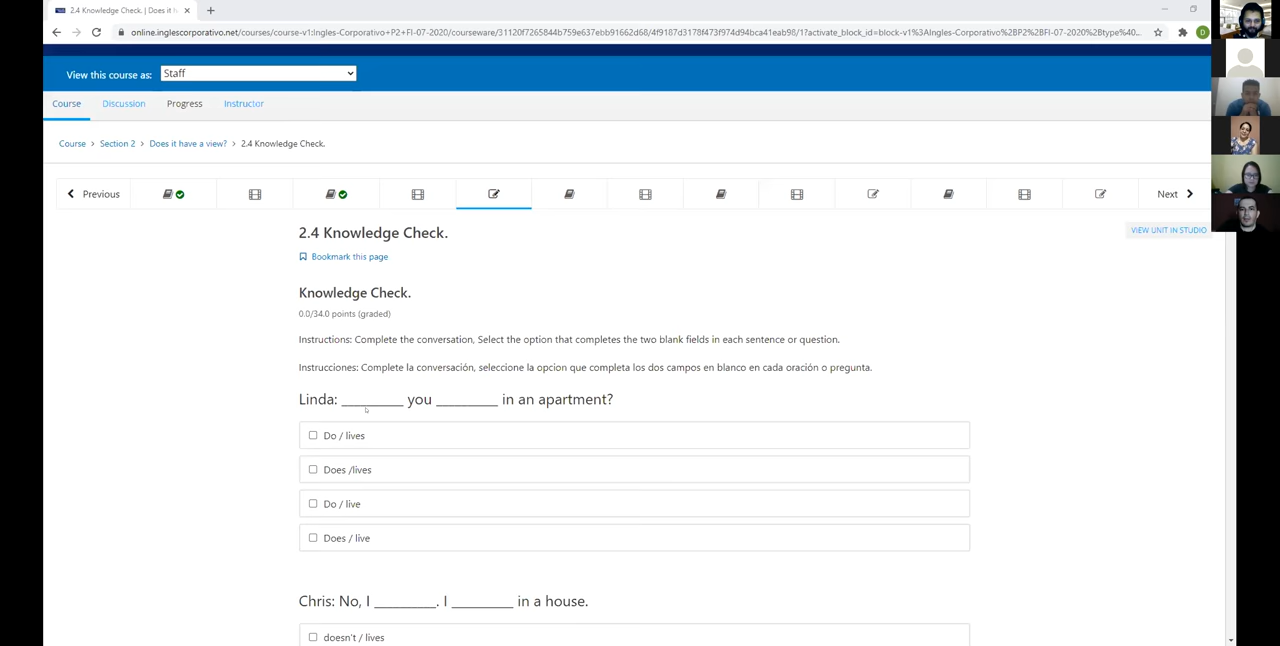 2.4 Knowledge Check. | Does it h
online.inglescorporativo.net/courses/course-v1:Ingles-Corporativo+P2+FI-07-2020/courseware/31120f726b844b759e637ebb91662d68/4f9187d3178f473f974d94bca41eab98/1?activate_block_id=block-v1%3AIngles-Corporativo%2BP2%2BFI-07-2020%2Btype%40...
D
View this course as: Staff
Course Discussion Progress Instructor
Course > Section 2 > Does it have a view? > 2.4 Knowledge Check.
Previous Next
2.4 Knowledge Check.
VIEW UNIT IN STUDIO
Bookmark this page
Knowledge Check.
0.0/34.0 points (graded)
Instructions: Complete the conversation, Select the option that completes the two blank fields in each sentence or question.
Instrucciones: Complete la conversación, seleccione la opcion que completa los dos campos en blanco en cada oración o pregunta.
Linda: _________ you _________ in an apartment?
Do / lives
Does /lives
Do / live
Does / live
Chris: No, I _________. I _________ in a house.
doesn't / lives